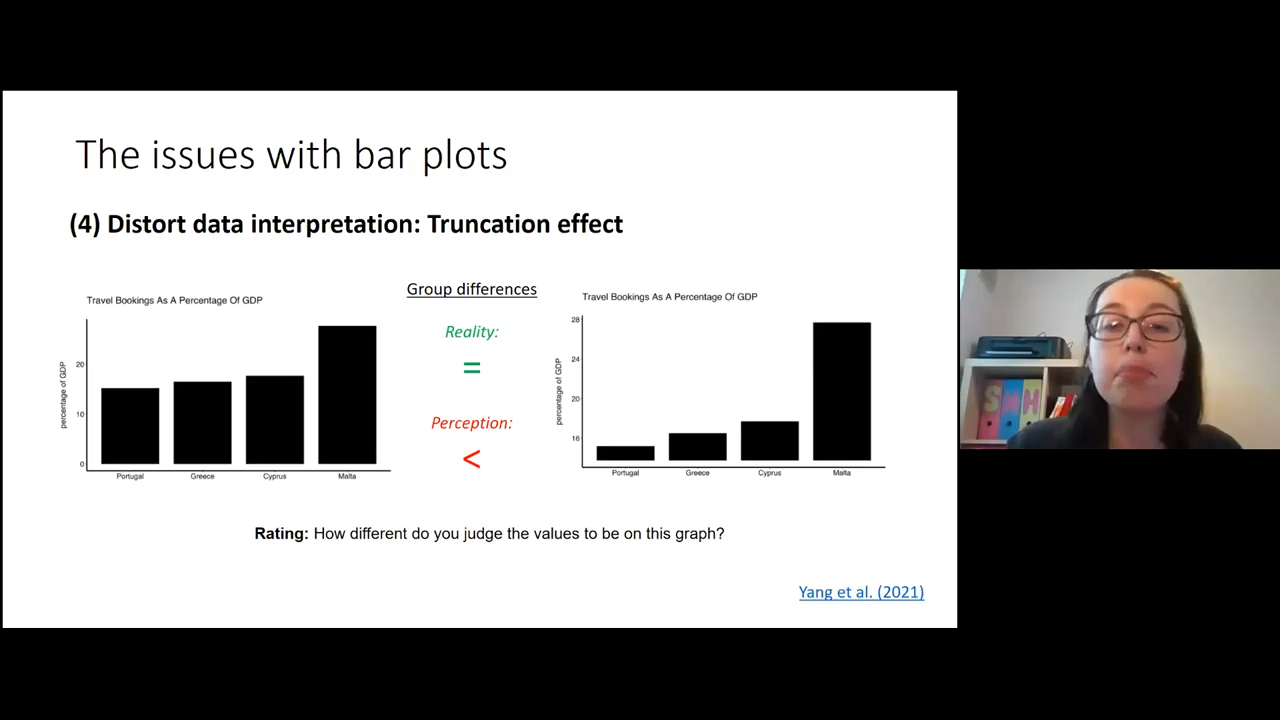 The issues with bar plots
(4) Distort data interpretation: Truncation effect
Travel Bookings As A Percentage Of GDP
percentage of GDP
20
10
0
Portugal Greece Cyprus Malta
Group differences
Reality:
=
Perception:
<
Travel Bookings As A Percentage Of GDP
percentage of GDP
28
24
20
16
Portugal Greece Cyprus Malta
Rating: How different do you judge the values to be on this graph?
Yang et al. (2021)
SMH